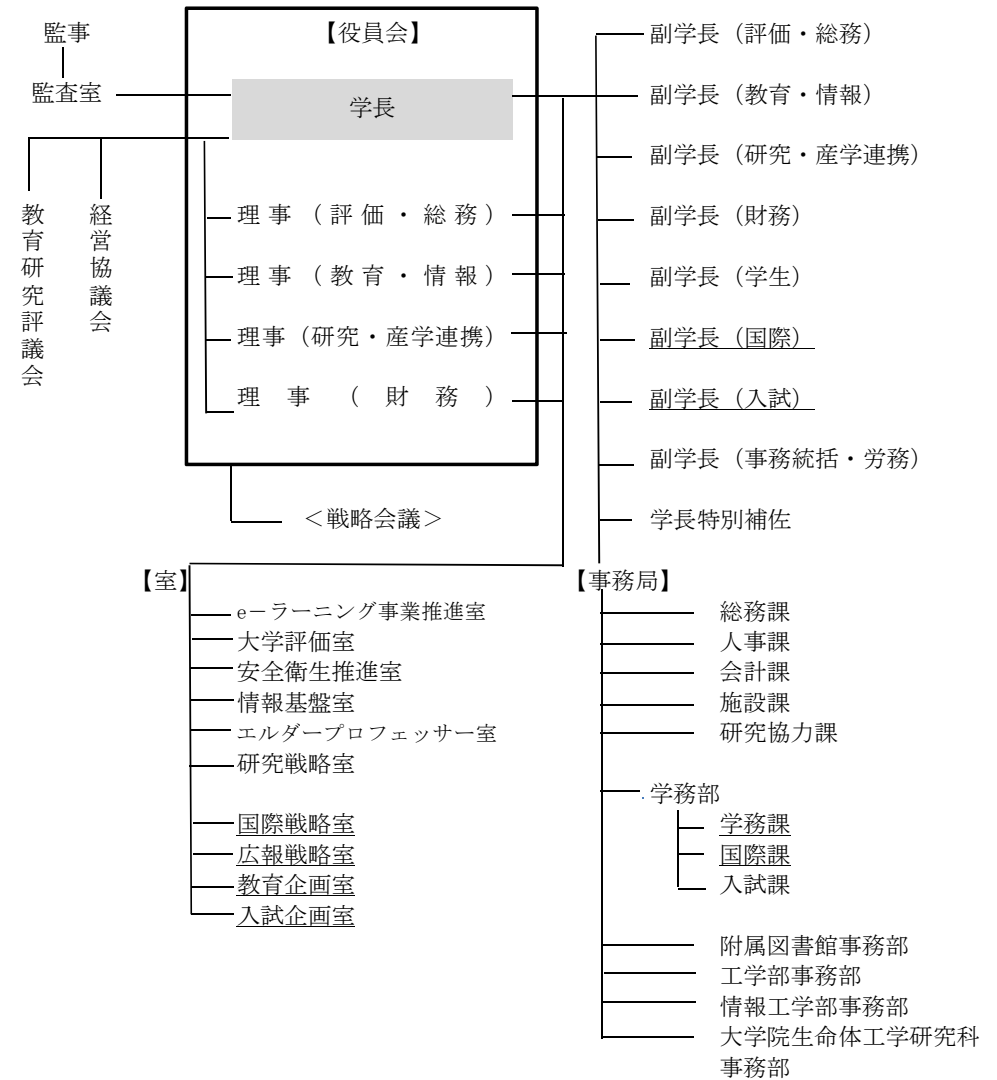 監事
監査室
教育研究評議会
経営協議会
【役員会】
学長
理事（評価・総務）
理事（教育・情報）
理事（研究・産学連携）
理事（財務）
＜戦略会議＞
副学長（評価・総務）
副学長（教育・情報）
副学長（研究・産学連携）
副学長（財務）
副学長（学生）
副学長（国際）
副学長（入試）
副学長（事務統括・労務）
学長特別補佐
【室】
e－ラーニング事業推進室
大学評価室
安全衛生推進室
情報基盤室
エルダープロフェッサー室
研究戦略室
国際戦略室
広報戦略室
教育企画室
入試企画室
【事務局】
総務課
人事課
会計課
施設課
研究協力課
学務部
学務課
国際課
入試課
附属図書館事務部
工学部事務部
情報工学部事務部
大学院生命体工学研究科
事務部